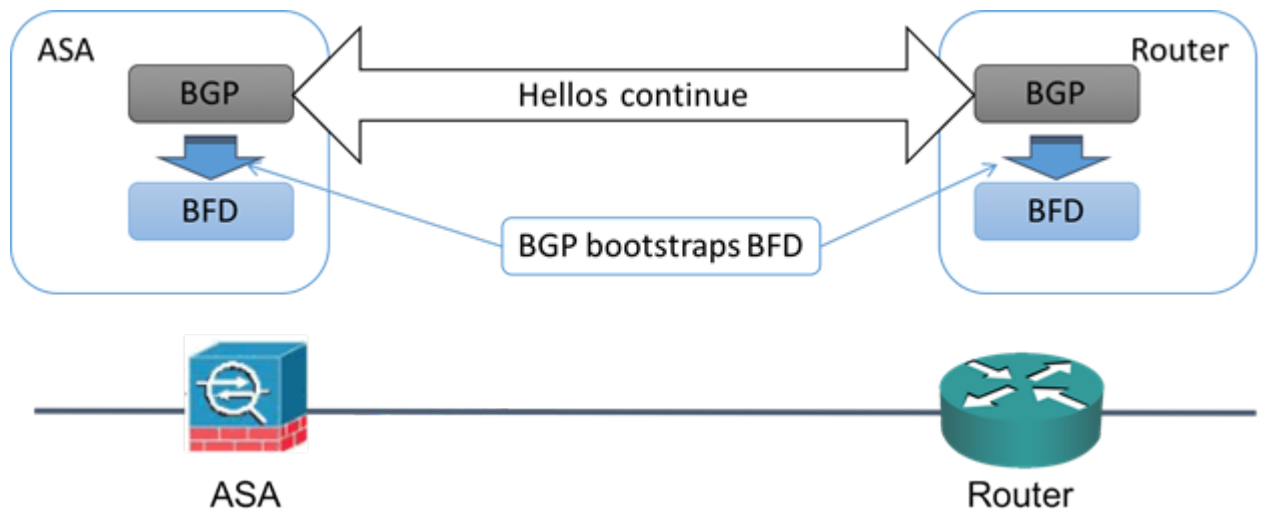 ASA
Router
BGP
Hellos continue
BGP
BFD
BFD
BGP bootstraps BFD
ASA
Router